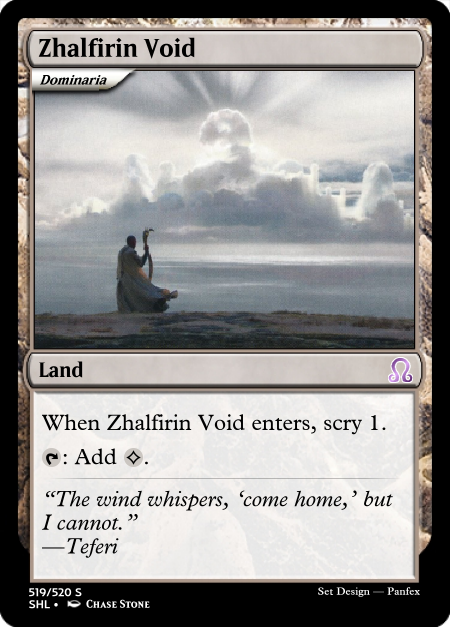 Zhalfirin Void
Dominaria
Land
When Zhalfirin Void enters, scry 1.
: Add .
“The wind whispers, ‘come home,’ but
I cannot.”
—Teferi
519/520 S
SHL • Chase Stone
Set Design — Panfex